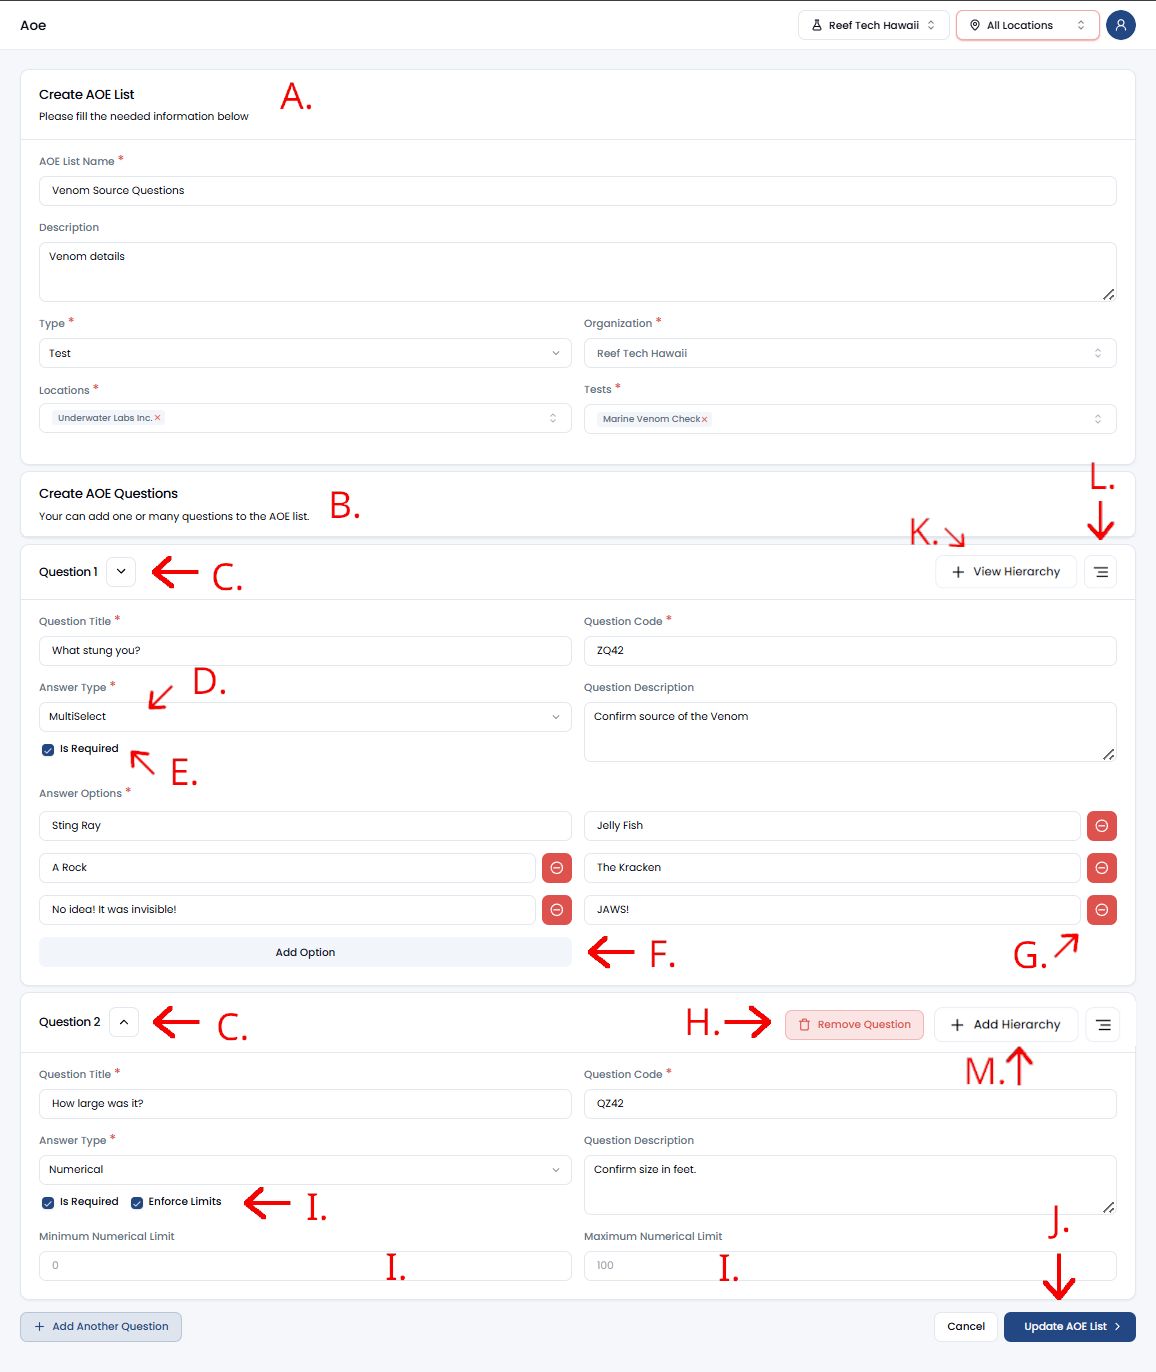 Aoe
Reef Tech Hawaii
All Locations
Create AOE List
A.
Please fill the needed information below
AOE List Name *
Venom Source Questions
Description
Venom details
Type *
Organization *
Test
Reef Tech Hawaii
Locations *
Tests *
Underwater Labs Inc. ×
Marine Venom Check ×
L.
Create AOE Questions
B.
Your can add one or many questions to the AOE list.
K.
Question 1
C.
+ View Hierarchy
Question Title *
Question Code *
What stung you?
ZQ42
D.
Answer Type *
Question Description
MultiSelect
Confirm source of the Venom
Is Required
E.
Answer Options *
Sting Ray
Jelly Fish
A Rock
The Kracken
No idea! It was invisible!
JAWS!
Add Option
F.
G.
Question 2
C.
H.
Remove Question
+ Add Hierarchy
M.
Question Title *
Question Code *
How large was it?
QZ42
Answer Type *
Question Description
Numerical
Confirm size in feet.
Is Required
Enforce Limits
I.
J.
Minimum Numerical Limit
Maximum Numerical Limit
0
I.
100
I.
+ Add Another Question
Cancel
Update AOE List >